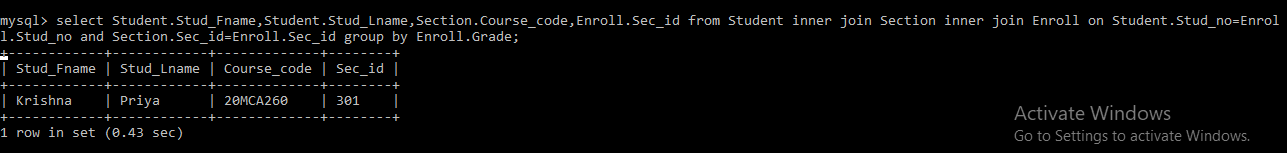 mysql> select Student.Stud_Fname,Student.Stud_Lname,Section.Course_code,Enroll.Sec_id from Student inner join Section inner join Enroll on Student.Stud_no=Enrol
l.Stud_no and Section.Sec_id=Enroll.Sec_id group by Enroll.Grade;
+------------+------------+-------------+--------+
| Stud_Fname | Stud_Lname | Course_code | Sec_id |
+------------+------------+-------------+--------+
| Krishna    | Priya      | 20MCA260    | 301    |
+------------+------------+-------------+--------+
1 row in set (0.43 sec)
Activate Windows
Go to Settings to activate Windows.